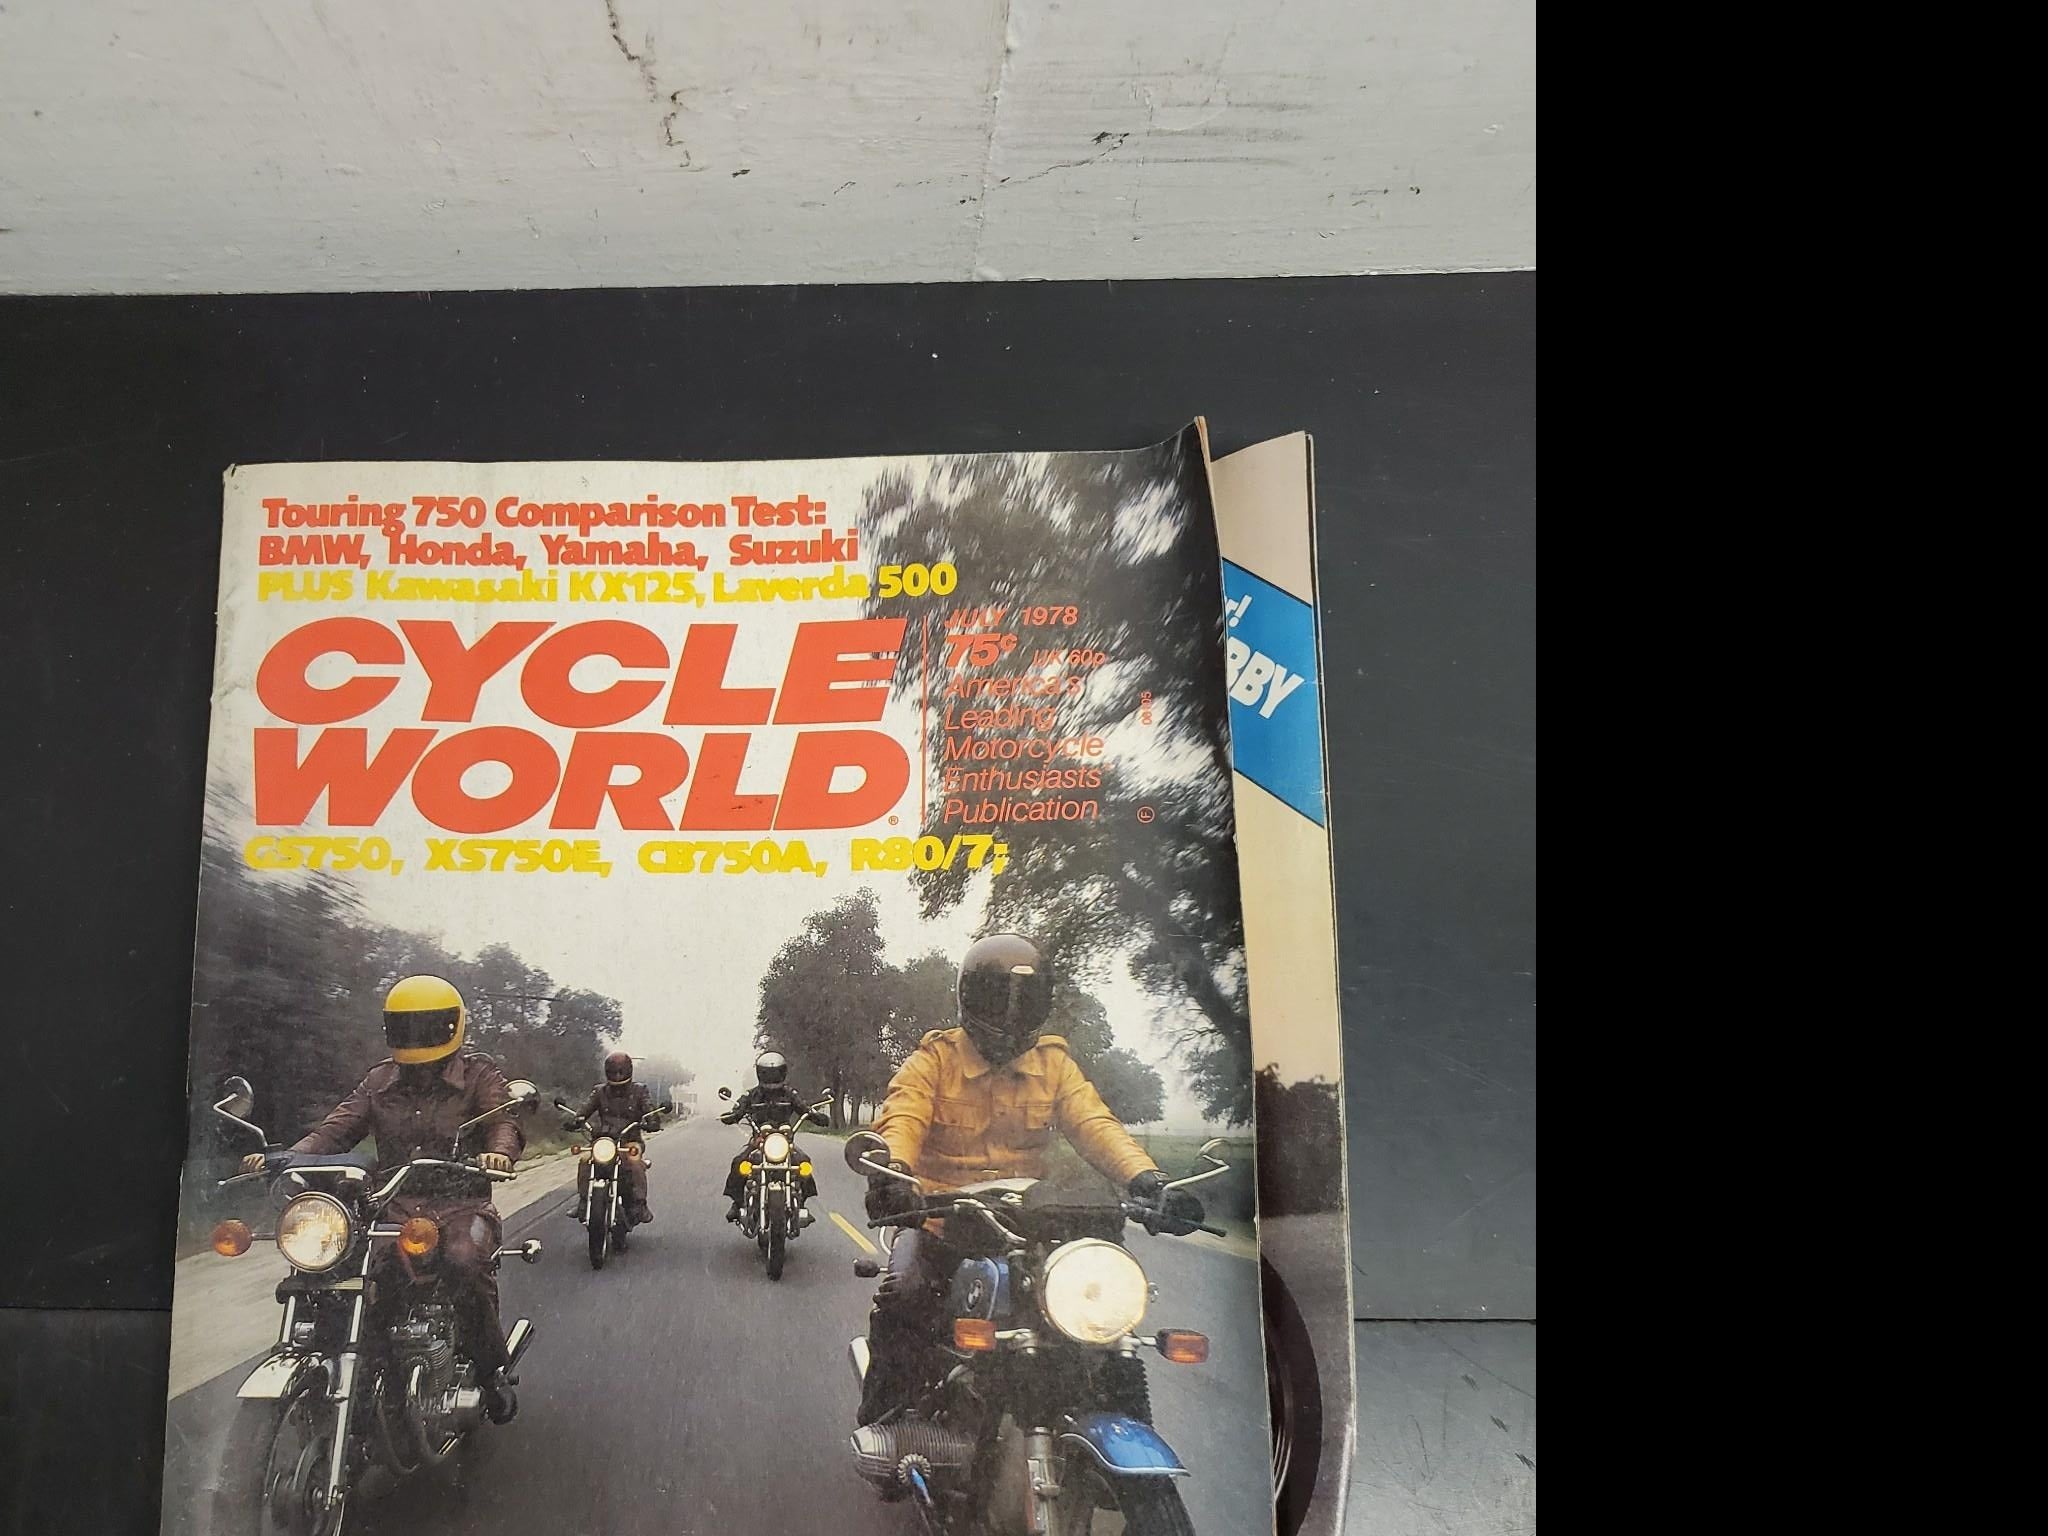 Touring 750 Comparison Test:
BMW, Honda, Yamaha, Suzuki
PLUS Kawasaki KX125, Laverda 500
CYCLE
WORLD®
JULY 1978
75¢ UK 60p
America's
Leading
Motorcycle
Enthusiasts'
Publication
08105
F
GS750, XS750E, CB750A, R80/7;
r!
BBY